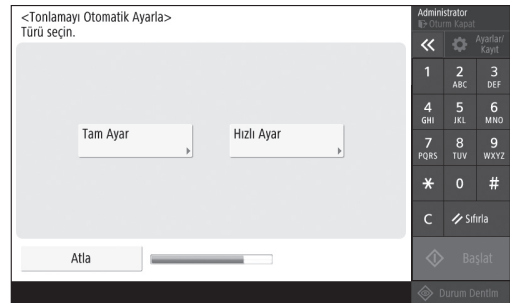 <Tonlamayı Otomatik Ayarla>
Türü seçin.
Tam Ayar
Hızlı Ayar
Atla
Administrator
Oturum Kapat
Ayarlar/
Kayıt
1 2 3
ABC DEF
4 5 6
GHI JKL MNO
7 8 9
PQRS TUV WXYZ
* 0 #
C Sıfırla
Başlat
Durum Dentlm